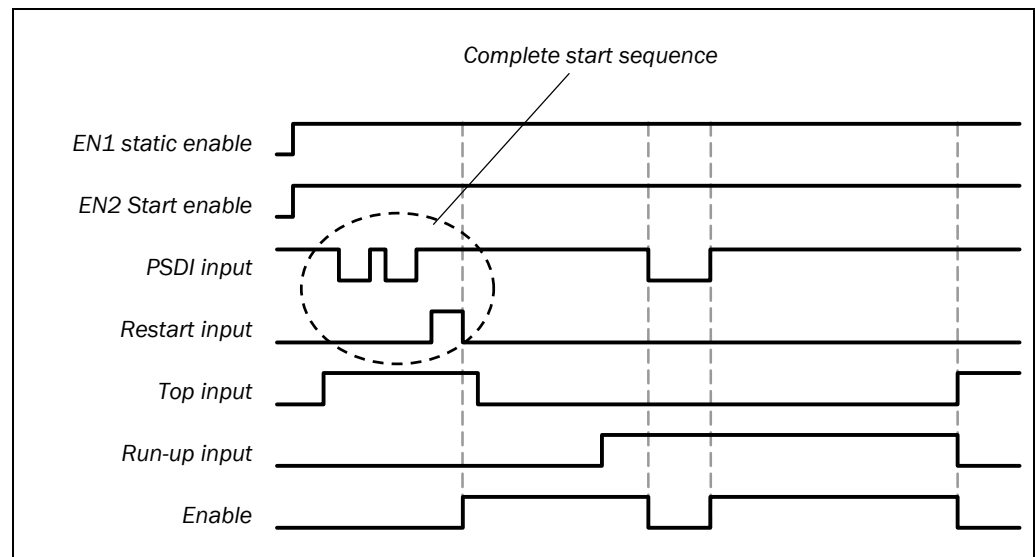 Complete start sequence
EN1 static enable
EN2 Start enable
PSDI input
Restart input
Top input
Run-up input
Enable